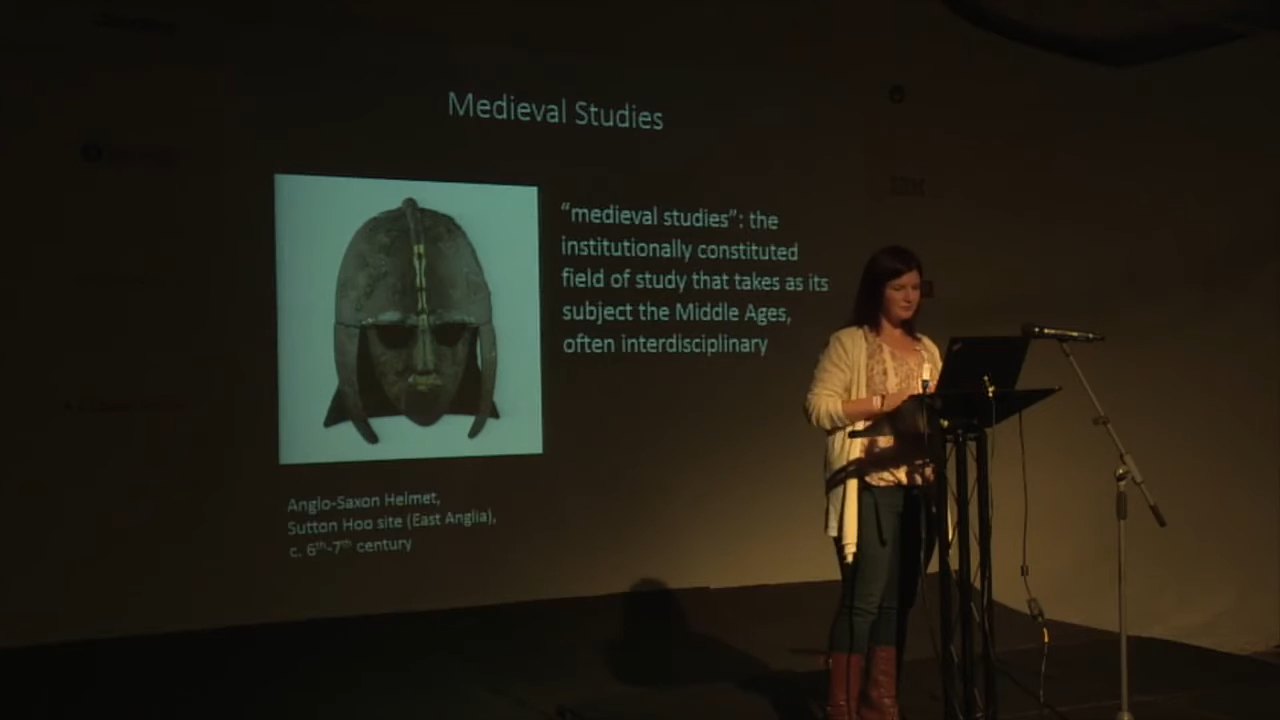 Medieval Studies
“medieval studies”: the
institutionally constituted
field of study that takes as its
subject the Middle Ages,
often interdisciplinary
Anglo-Saxon Helmet,
Sutton Hoo site (East Anglia),
c. 6th-7th century